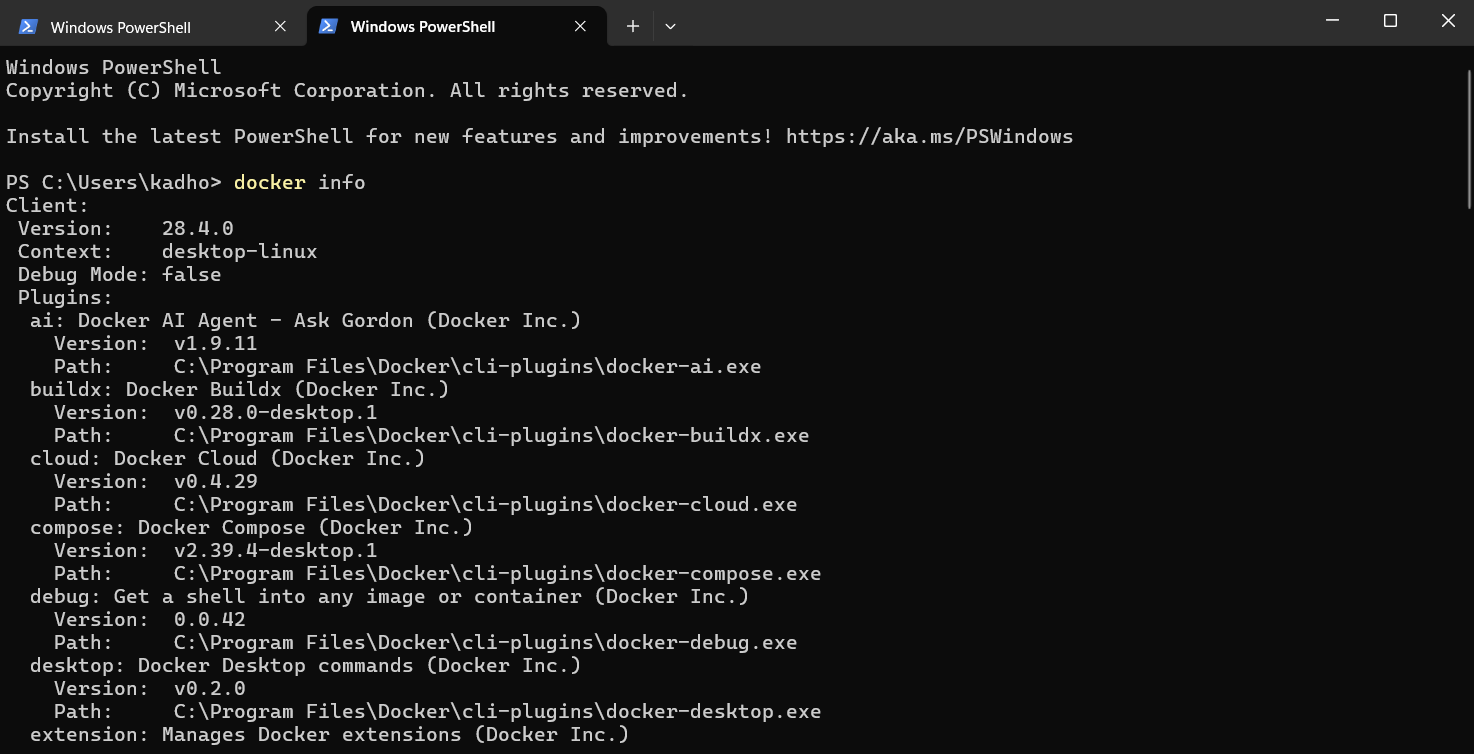 Windows PowerShell
Windows PowerShell
Windows PowerShell
Copyright (C) Microsoft Corporation. All rights reserved.
Install the latest PowerShell for new features and improvements! https://aka.ms/PSWindows
PS C:\Users\kadho> docker info
Client:
 Version:    28.4.0
 Context:    desktop-linux
 Debug Mode: false
 Plugins:
  ai: Docker AI Agent - Ask Gordon (Docker Inc.)
    Version:  v1.9.11
    Path:     C:\Program Files\Docker\cli-plugins\docker-ai.exe
  buildx: Docker Buildx (Docker Inc.)
    Version:  v0.28.0-desktop.1
    Path:     C:\Program Files\Docker\cli-plugins\docker-buildx.exe
  cloud: Docker Cloud (Docker Inc.)
    Version:  v0.4.29
    Path:     C:\Program Files\Docker\cli-plugins\docker-cloud.exe
  compose: Docker Compose (Docker Inc.)
    Version:  v2.39.4-desktop.1
    Path:     C:\Program Files\Docker\cli-plugins\docker-compose.exe
  debug: Get a shell into any image or container (Docker Inc.)
    Version:  0.0.42
    Path:     C:\Program Files\Docker\cli-plugins\docker-debug.exe
  desktop: Docker Desktop commands (Docker Inc.)
    Version:  v0.2.0
    Path:     C:\Program Files\Docker\cli-plugins\docker-desktop.exe
  extension: Manages Docker extensions (Docker Inc.)